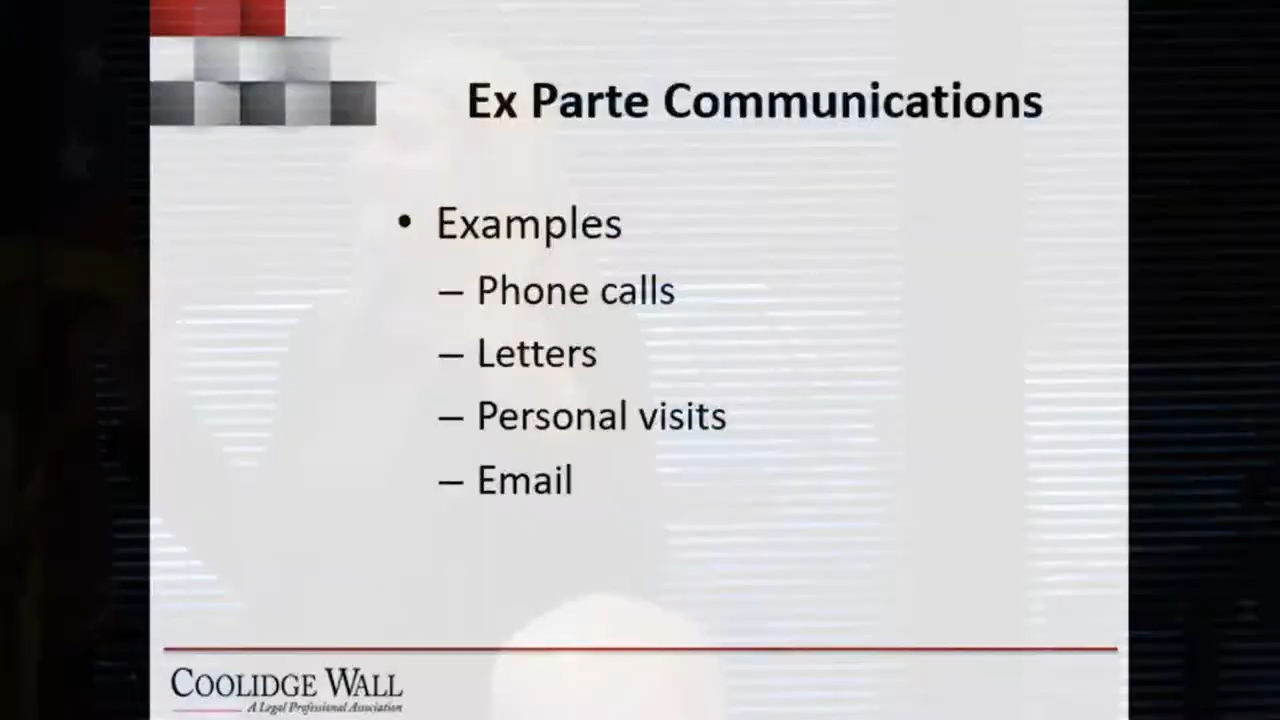 Ex Parte Communications
• Examples
– Phone calls
– Letters
– Personal visits
– Email
COOLIDGE WALL
A Legal Professional Association